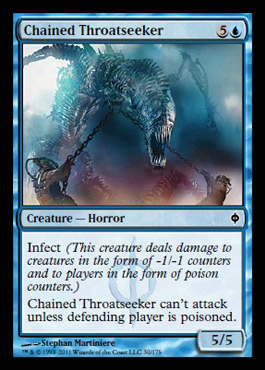 Chained Throatseeker 5
Creature — Horror
Infect (This creature deals damage to
creatures in the form of -1/-1 counters
and to players in the form of poison
counters.)
Chained Throatseeker can't attack
unless defending player is poisoned.
Stephan Martiniere
5/5
™ & © 1993–2011 Wizards of the Coast LLC 30/175